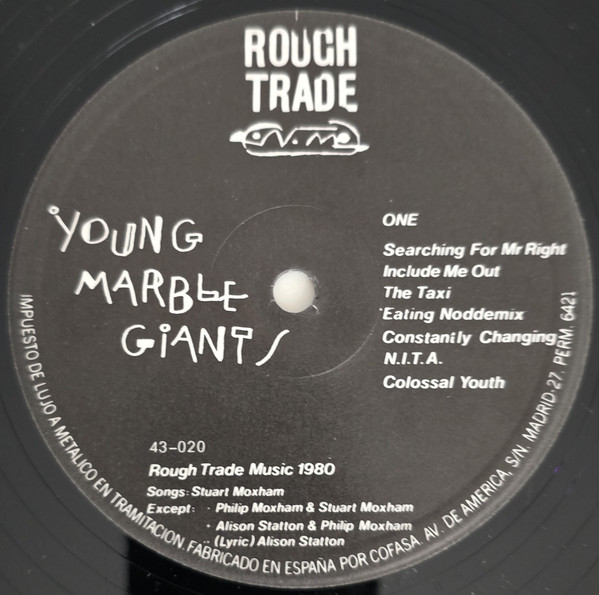 ROUGH
TRADE
YOUNG
MARBLE
GIANTS
ONE
Searching For Mr Right
Include Me Out
The Taxi
·Eating Noddemix
Constantly Changing
N.I.T.A.
Colossal Youth
43-020
Rough Trade Music 1980
Songs: Stuart Moxham
Except: · Philip Moxham & Stuart Moxham
· Alison Statton & Philip Moxham
·· (Lyric) Alison Statton
IMPUESTO DE LUJO A METALICO EN TRAMITACION. FABRICADO EN ESPAÑA POR COFASA. AV. DE AMERICA, S/N. MADRID-27. PERM. 6421